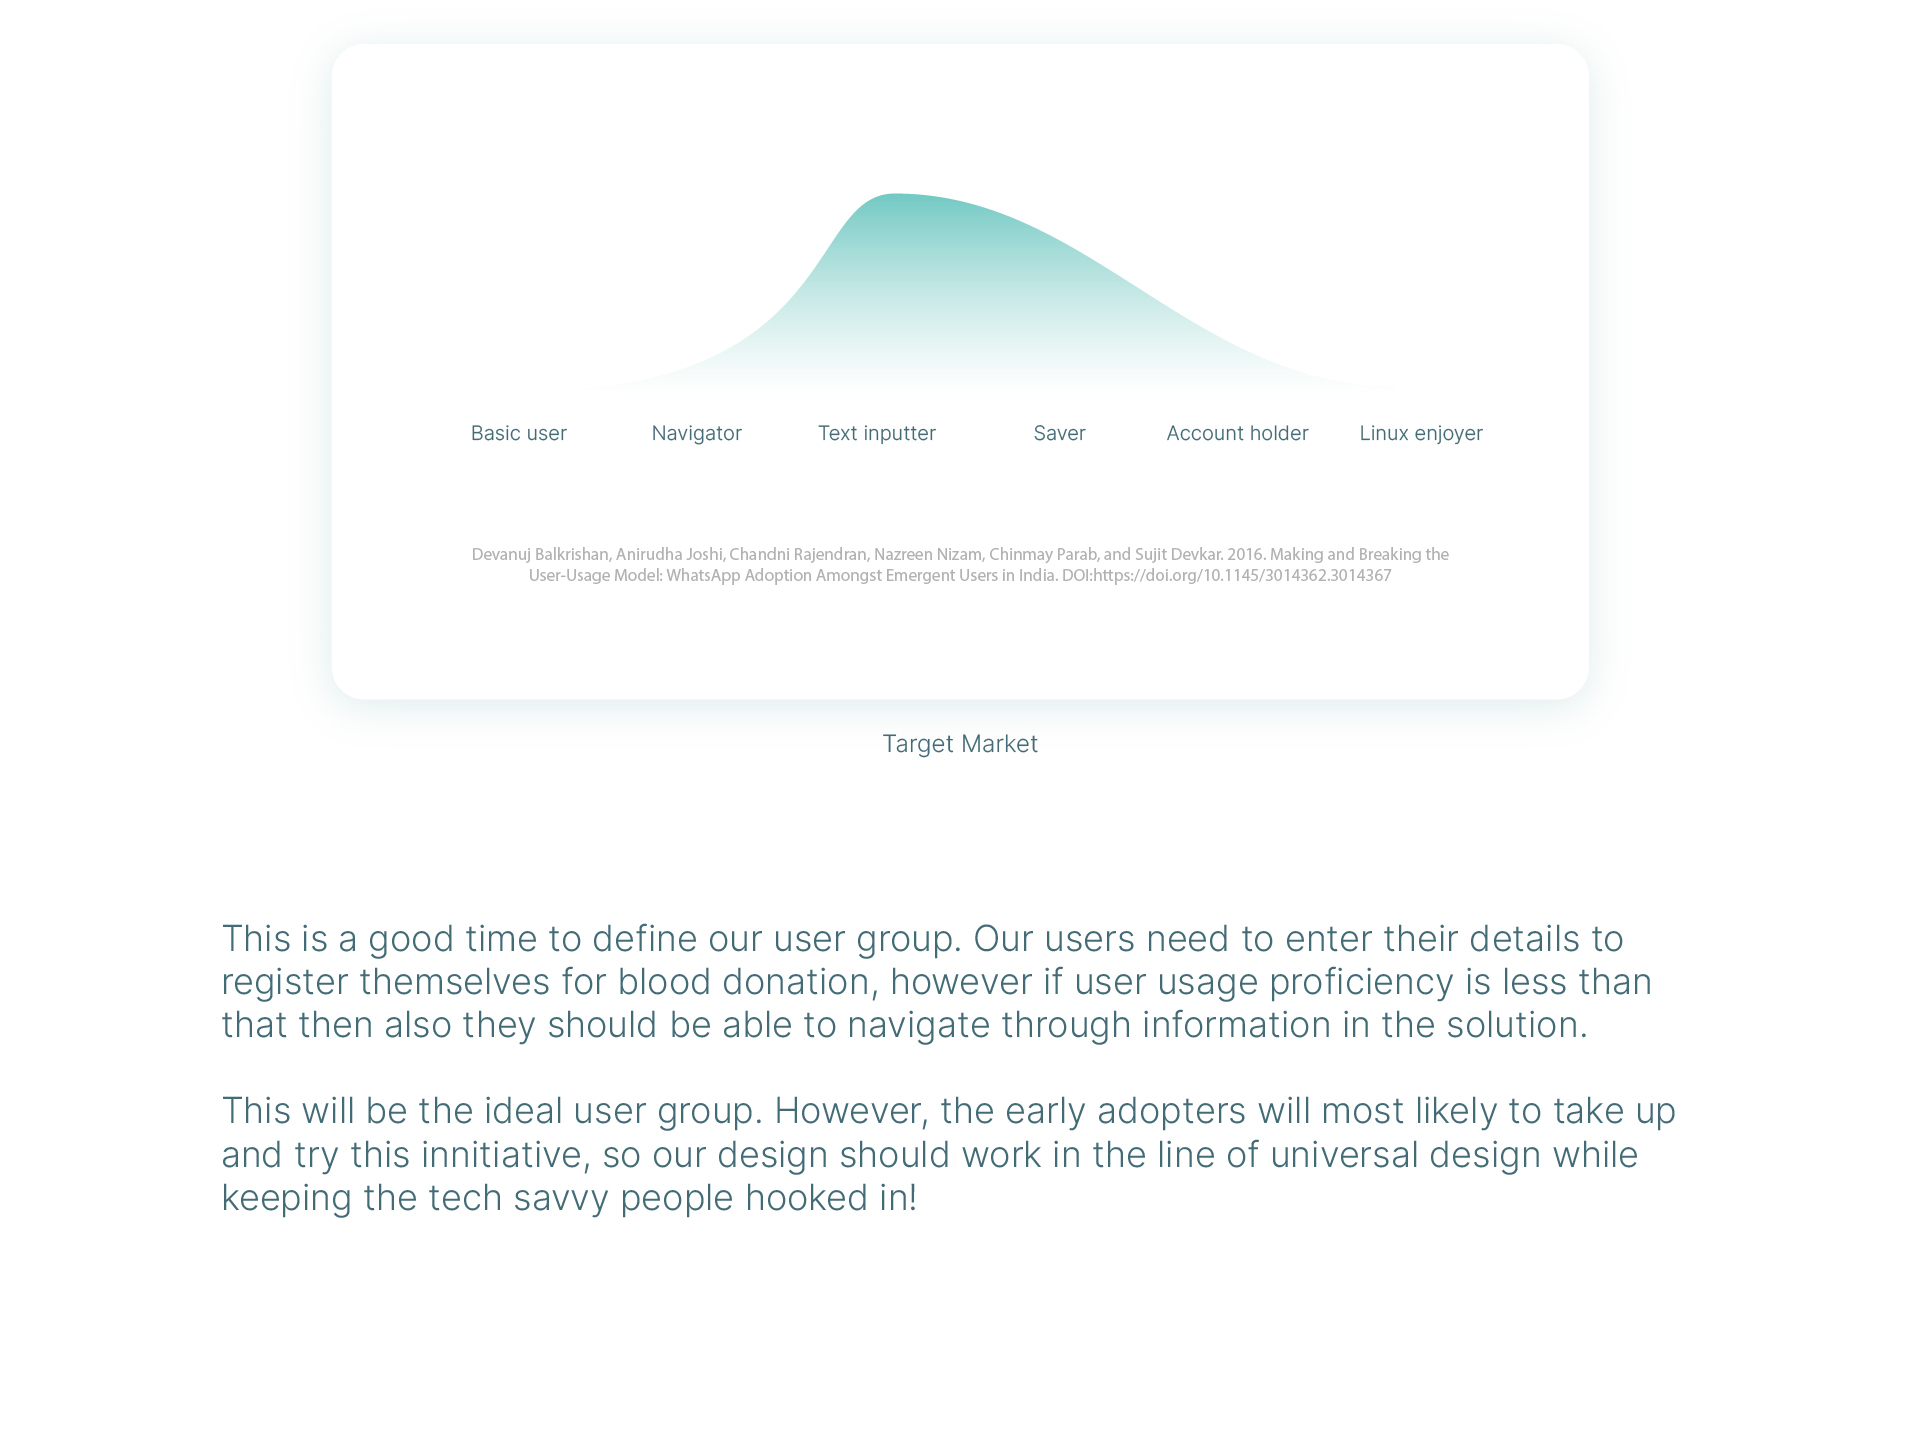 Basic user Navigator Text inputter Saver Account holder Linux enjoyer
Devanuj Balkrishan, Anirudha Joshi, Chandni Rajendran, Nazreen Nizam, Chinmay Parab, and Sujit Devkar. 2016. Making and Breaking the
User-Usage Model: WhatsApp Adoption Amongst Emergent Users in India. DOI:https://doi.org/10.1145/3014362.3014367
Target Market
This is a good time to define our user group. Our users need to enter their details to
register themselves for blood donation, however if user usage proficiency is less than
that then also they should be able to navigate through information in the solution.
This will be the ideal user group. However, the early adopters will most likely to take up
and try this innitiative, so our design should work in the line of universal design while
keeping the tech savvy people hooked in!